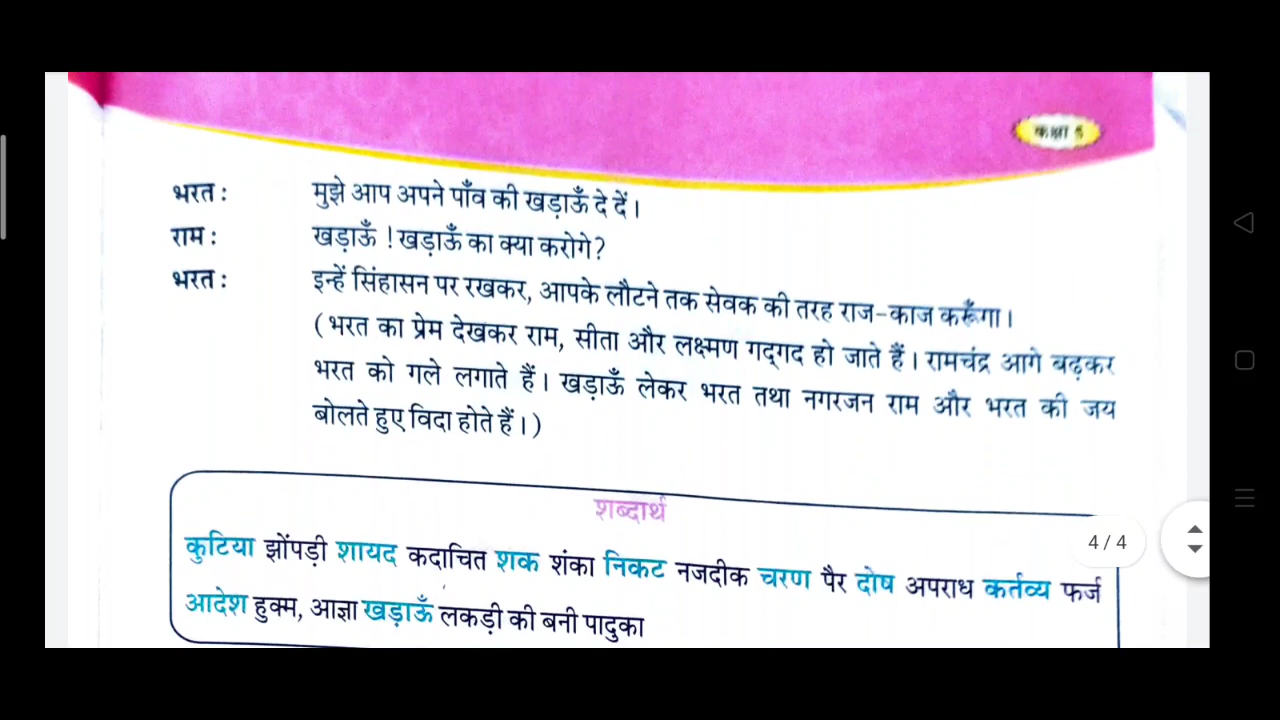 कक्षा 5
भरत : मुझे आप अपने पाँव की खड़ाऊँ दे दें।
राम : खड़ाऊँ ! खड़ाऊँ का क्या करोगे?
भरत : इन्हें सिंहासन पर रखकर, आपके लौटने तक सेवक की तरह राज-काज करूँगा।
(भरत का प्रेम देखकर राम, सीता और लक्ष्मण गद्‌गद हो जाते हैं। रामचंद्र आगे बढ़कर
भरत को गले लगाते हैं। खड़ाऊँ लेकर भरत तथा नगरजन राम और भरत की जय
बोलते हुए विदा होते हैं।)
शब्दार्थ
कुटिया झोंपड़ी शायद कदाचित शक शंका निकट नजदीक चरण पैर दोष अपराध कर्तव्य फर्ज
आदेश हुक्म, आज्ञा खड़ाऊँ लकड़ी की बनी पादुका
4 / 4